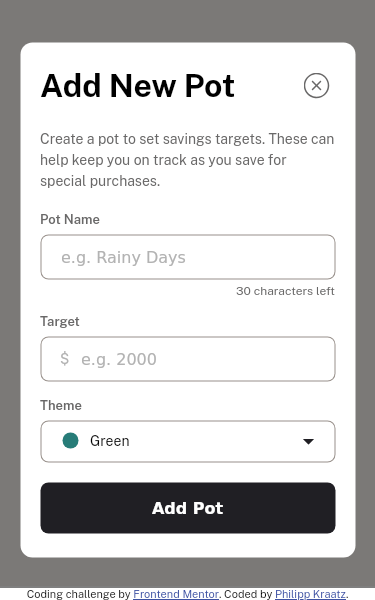 Add New Pot
Create a pot to set savings targets. These can
help keep you on track as you save for
special purchases.
Pot Name
e.g. Rainy Days
30 characters left
Target
$ e.g. 2000
Theme
Green
Add Pot
Coding challenge by Frontend Mentor. Coded by Philipp Kraatz.